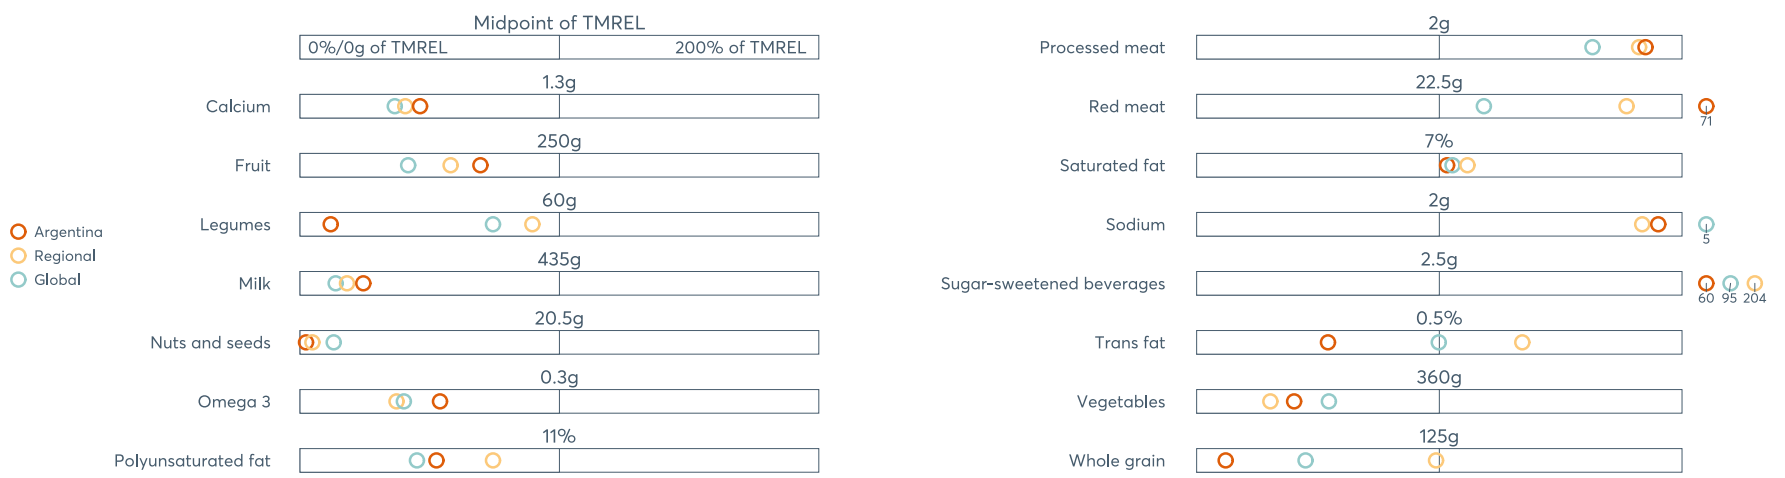 Midpoint of TMREL
0%/0g of TMREL
200% of TMREL
1.3g
Calcium
250g
Fruit
60g
Legumes
435g
Milk
20.5g
Nuts and seeds
0.3g
Omega 3
11%
Polyunsaturated fat
Argentina
Regional
Global
2g
Processed meat
22.5g
Red meat
71
7%
Saturated fat
2g
Sodium
5
2.5g
Sugar-sweetened beverages
60 95 204
0.5%
Trans fat
360g
Vegetables
125g
Whole grain